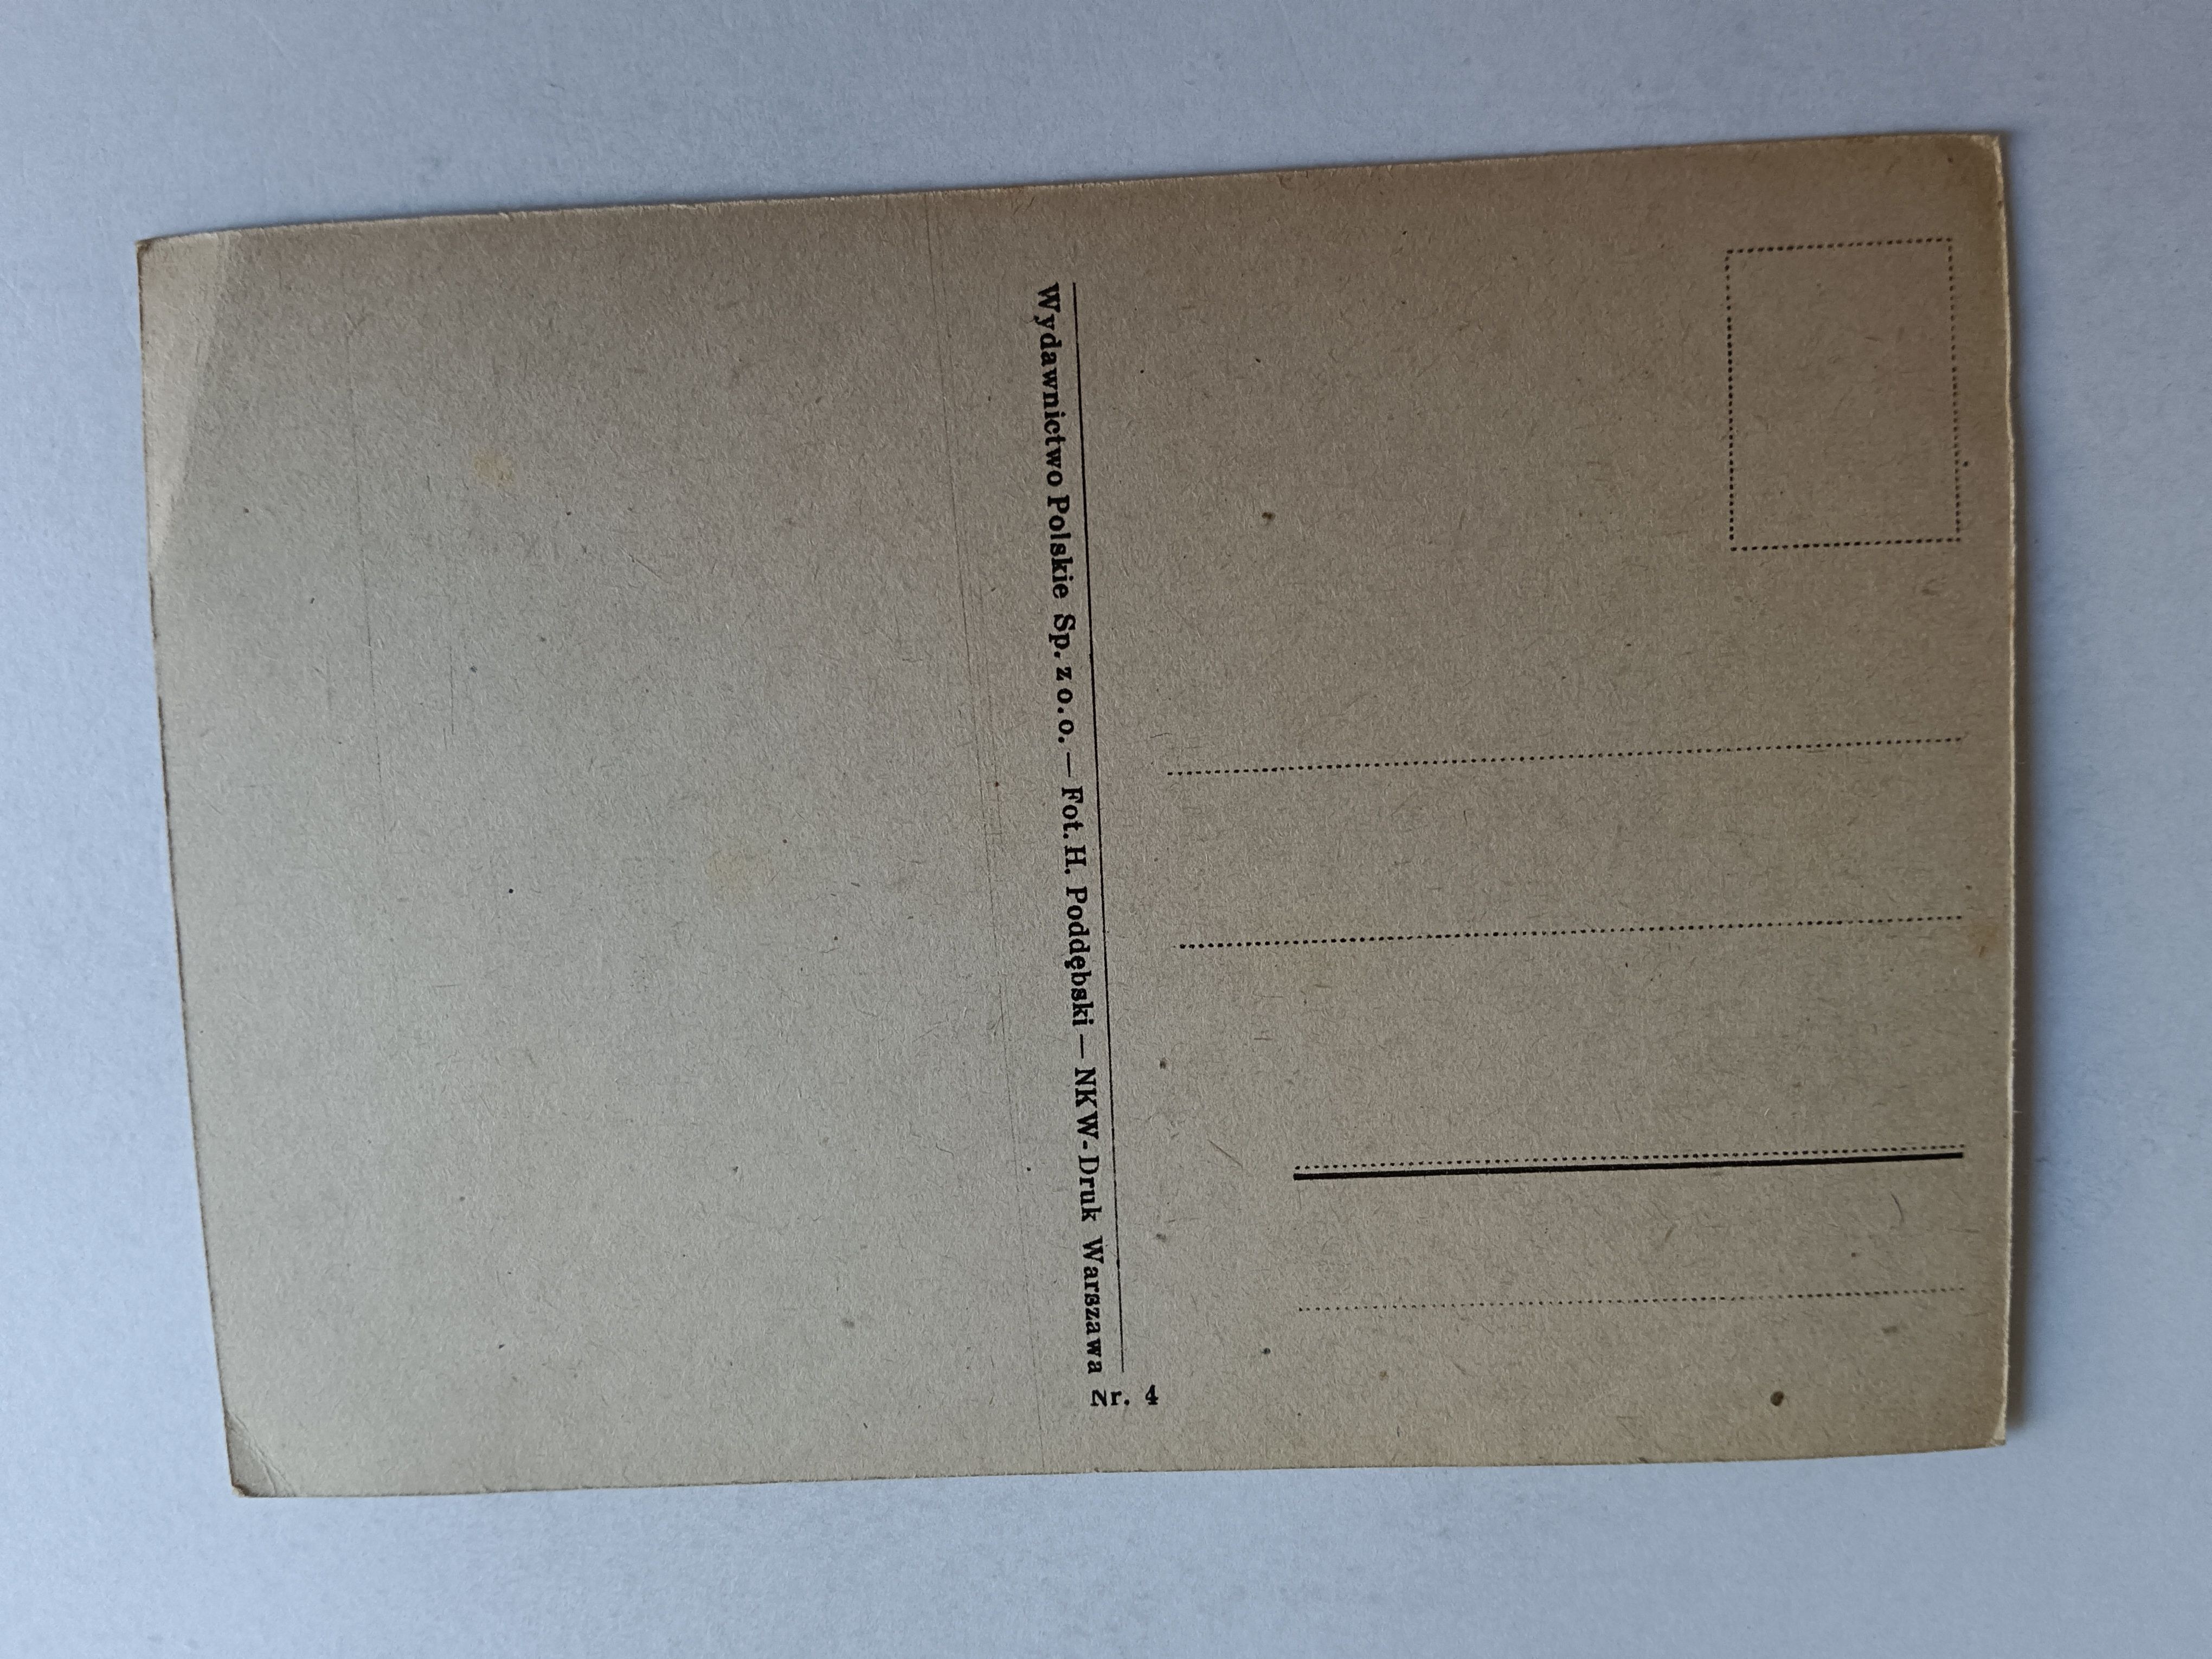 Wydawnictwo Polskie Sp. z o. o. — Fot. H. Poddębski — NKW-Druk Warszawa
Nr. 4